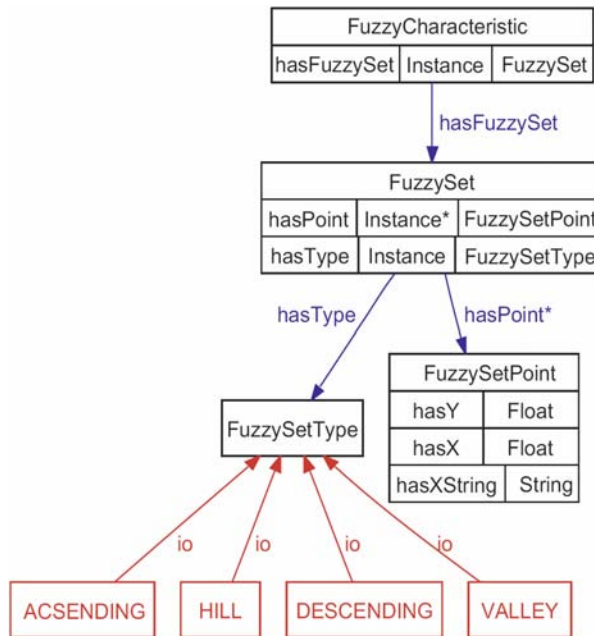 FuzzyCharacteristic
hasFuzzySet Instance FuzzySet
hasFuzzySet
FuzzySet
hasPoint Instance* FuzzySetPoint
hasType Instance FuzzySetType
hasType hasPoint*
FuzzySetPoint
hasY Float
FuzzySetType
hasX Float
hasXString String
io io io io
ACSENDING HILL DESCENDING VALLEY